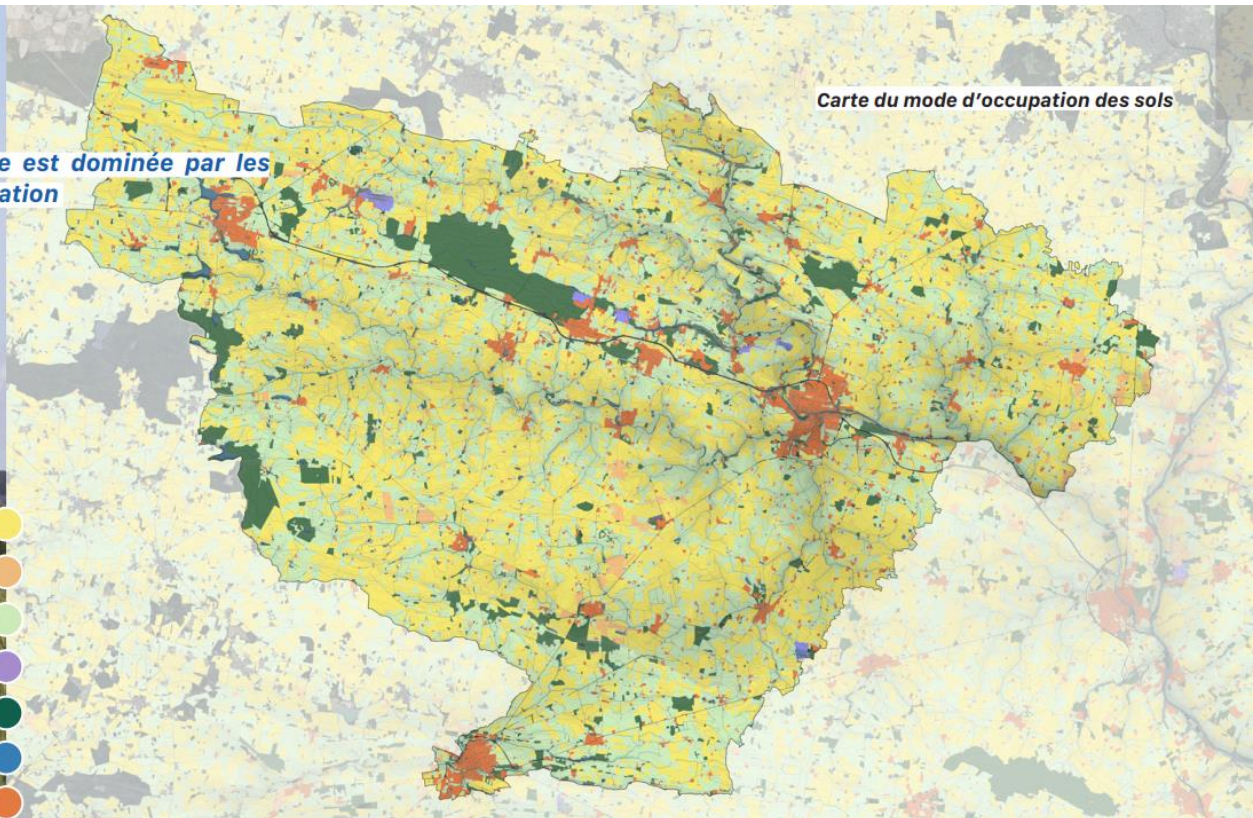 Carte du mode d'occupation des sols
e est dominée par les
ation